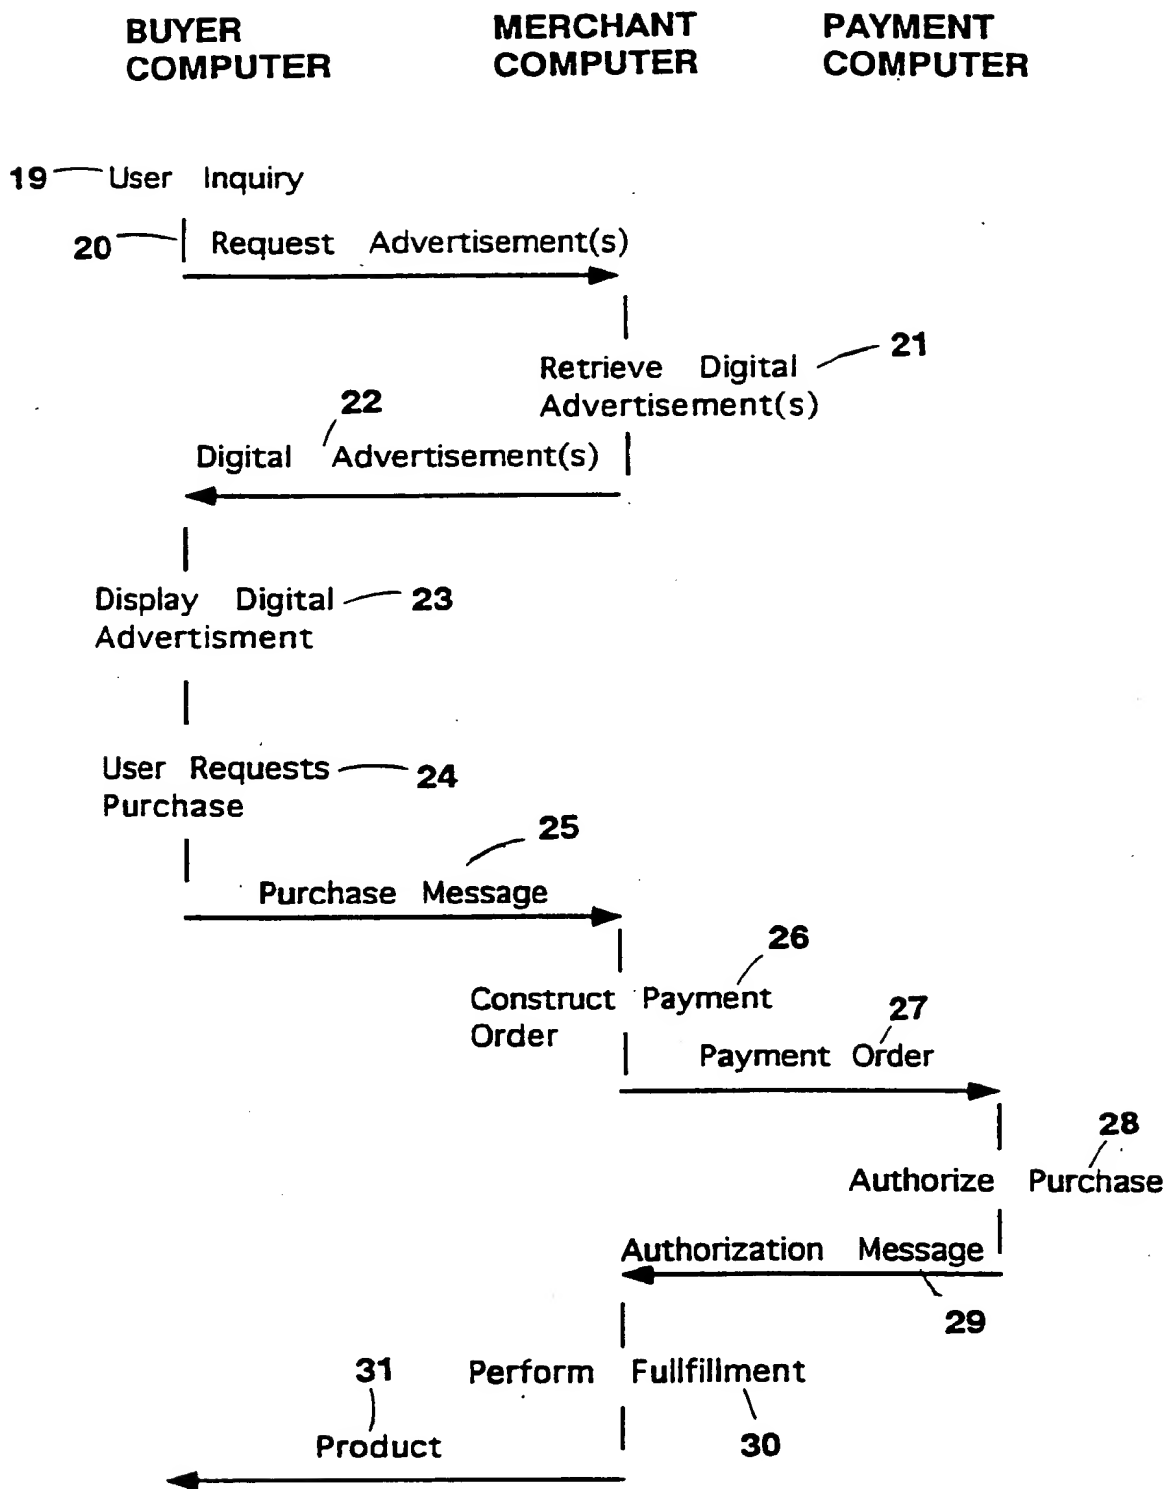 BUYER
COMPUTER
MERCHANT
COMPUTER
PAYMENT
COMPUTER
19 User Inquiry
20 Request Advertisement(s)
21
Retrieve Digital
Advertisement(s)
22
Digital Advertisement(s)
Display Digital 23
Advertisment
User Requests 24
Purchase
25
Purchase Message
26
Construct Payment
Order
27
Payment Order
28
Authorize Purchase
Authorization Message
29
31
Perform Fullfillment
Product
30